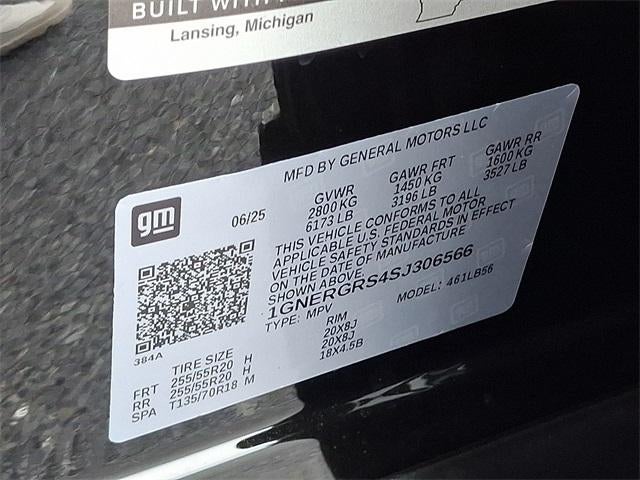 BUILT WITH
Lansing, Michigan
MFD BY GENERAL MOTORS LLC
gm
06/25
GVWR GAWR FRT GAWR RR
2800 KG 1450 KG 1600 KG
6173 LB 3196 LB 3527 LB
THIS VEHICLE CONFORMS TO ALL
APPLICABLE U.S. FEDERAL MOTOR
VEHICLE SAFETY STANDARDS IN EFFECT
ON THE DATE OF MANUFACTURE
SHOWN ABOVE.
1GNERGRS4SJ306566
TYPE: MPV MODEL: 461LB56
384A
TIRE SIZE RIM
FRT 255/55R20 H 20X8J
RR 255/55R20 H 20X8J
SPA T135/70R18 M 18X4.5B